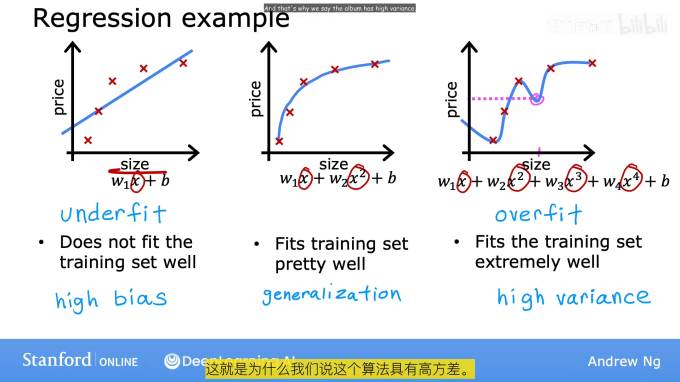 And that's why we say the album has high variance.
Regression example
bilibili
price
size
w₁x + b
underfit
• Does not fit the
training set well
high bias
price
size
w₁x + w₂x² + b
• Fits training set
pretty well
generalization
price
size
w₁x + w₂x² + w₃x³ + w₄x⁴ + b
overfit
• Fits the training set
extremely well
high variance
Stanford ONLINE
Andrew Ng
这就是为什么我们说这个算法具有高方差。